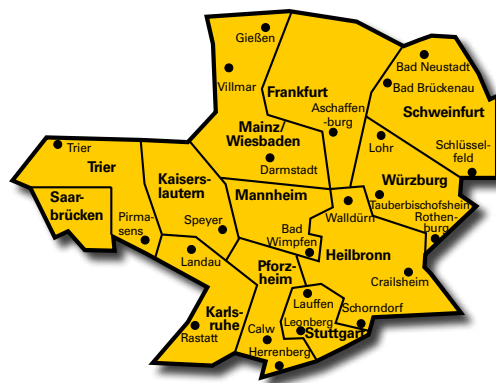 Gießen
Bad Neustadt
Villmar
Frankfurt
Bad Brückenau
Aschaffen-
burg
Schweinfurt
Mainz/
Wiesbaden
Lohr
Schlüssel-
feld
Trier
Trier
Darmstadt
Kaisers-
lautern
Würzburg
Saar-
brücken
Mannheim
Tauberbischofsheim
Walldürn
Rothen-
burg
Pirma-
sens
Speyer
Bad
Wimpfen
Heilbronn
Landau
Pforz-
heim
Crailsheim
Karls-
ruhe
Lauffen
Schorndorf
Rastatt
Calw
Leonberg
Stuttgart
Herrenberg